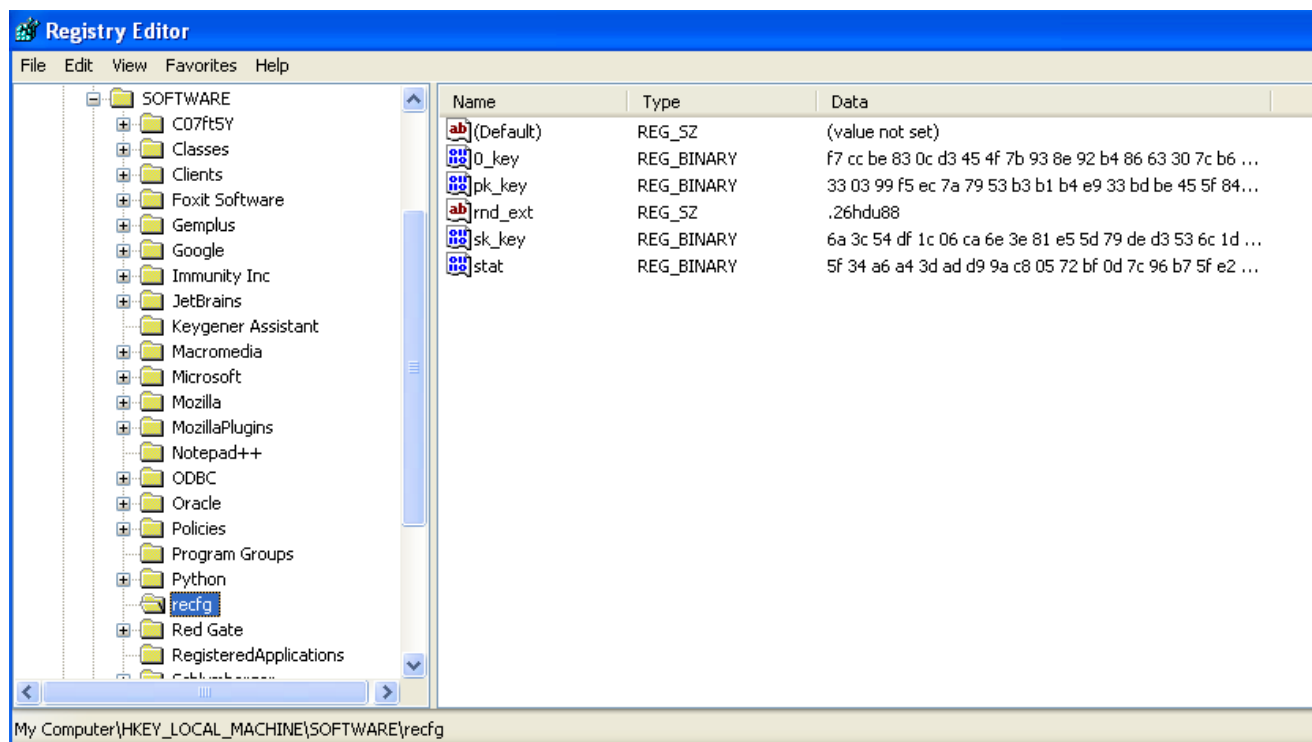 Registry Editor
File Edit View Favorites Help
SOFTWARE
C07ft5Y
Classes
Clients
Foxit Software
Gemplus
Google
Immunity Inc
JetBrains
Keygener Assistant
Macromedia
Microsoft
Mozilla
MozillaPlugins
Notepad++
ODBC
Oracle
Policies
Program Groups
Python
recfg
Red Gate
RegisteredApplications
Name Type Data
(Default) REG_SZ (value not set)
0_key REG_BINARY f7 cc be 83 0c d3 45 4f 7b 93 8e 92 b4 86 63 30 7c b6 ...
pk_key REG_BINARY 33 03 99 f5 ec 7a 79 53 b3 b1 b4 e9 33 bd be 45 5f 84...
rnd_ext REG_SZ .26hdu88
sk_key REG_BINARY 6a 3c 54 df 1c 06 ca 6e 3e 81 e5 5d 79 de d3 53 6c 1d ...
stat REG_BINARY 5f 34 a6 a4 3d ad d9 9a c8 05 72 bf 0d 7c 96 b7 5f e2 ...
My Computer\HKEY_LOCAL_MACHINE\SOFTWARE\recfg